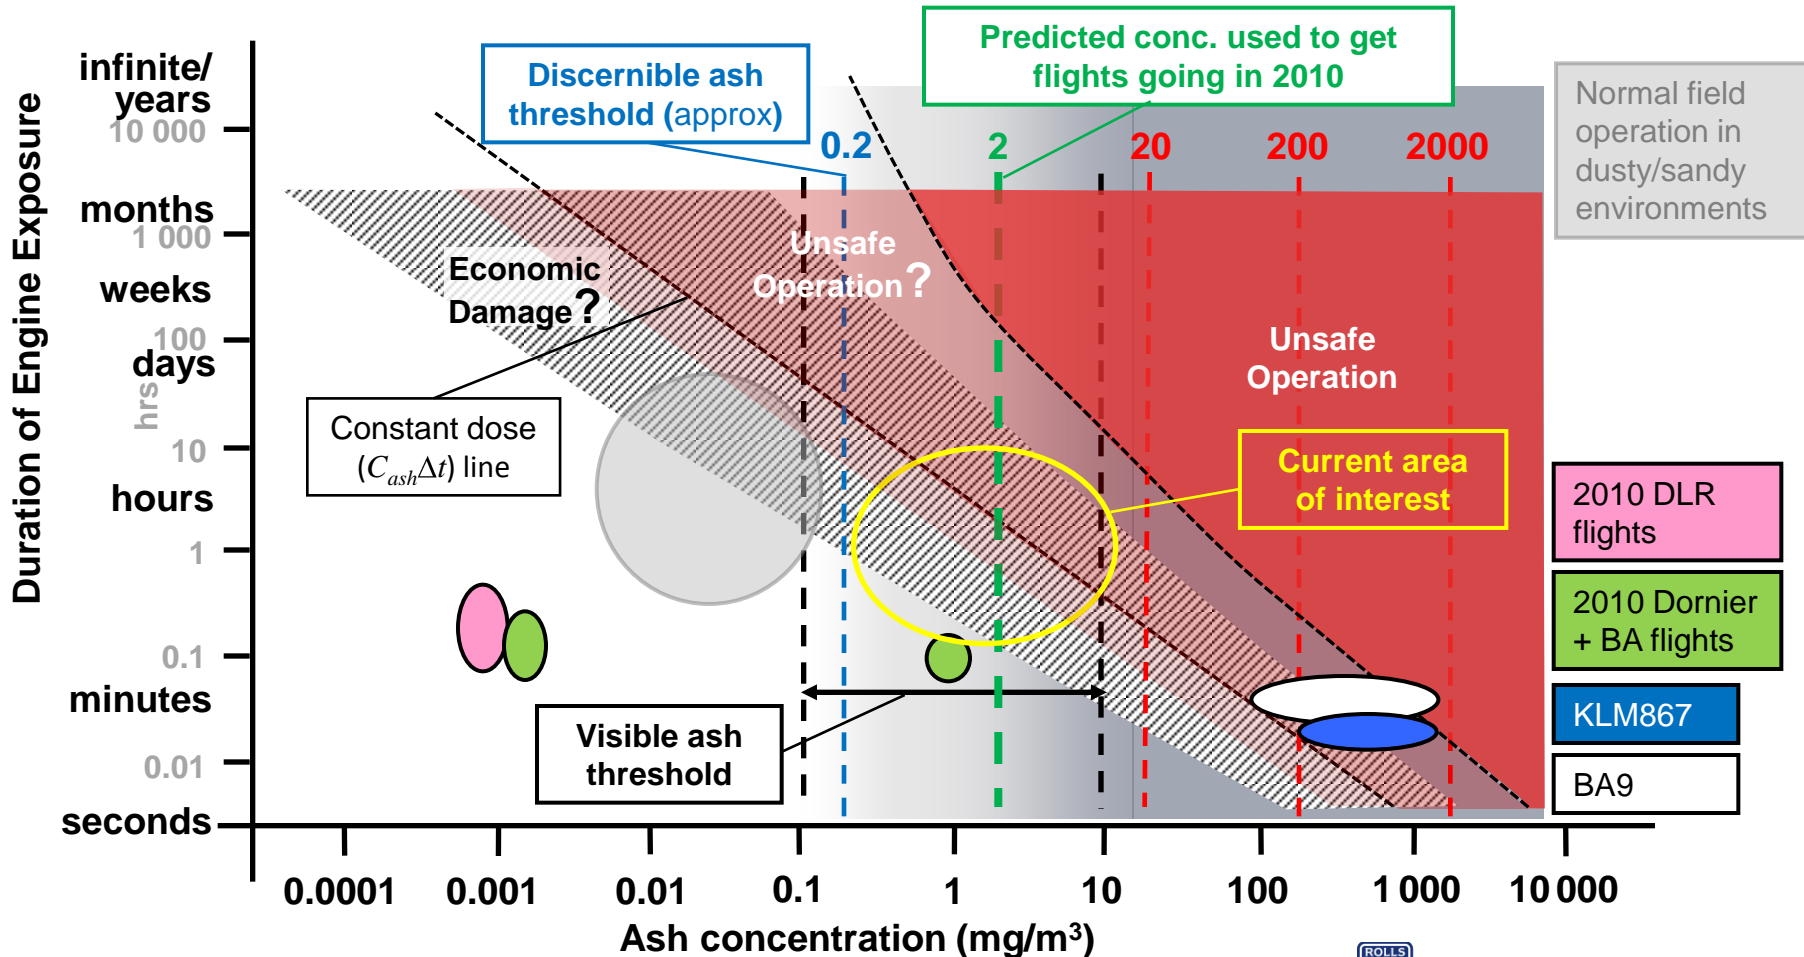 Duration of Engine Exposure
infinite/
years
10 000
months
1 000
weeks
100
days
hrs
10
hours
1
0.1
minutes
0.01
seconds
Discernible ash
threshold (approx)
Predicted conc. used to get
flights going in 2010
0.2
2
20
200
2000
Normal field
operation in
dusty/sandy
environments
Economic
Damage?
Unsafe
Operation?
Unsafe
Operation
Constant dose
(CashΔt) line
Current area
of interest
Visible ash
threshold
2010 DLR
flights
2010 Dornier
+ BA flights
KLM867
BA9
0.0001
0.001
0.01
0.1
1
10
100
1 000
10 000
Ash concentration (mg/m³)
ROLLS